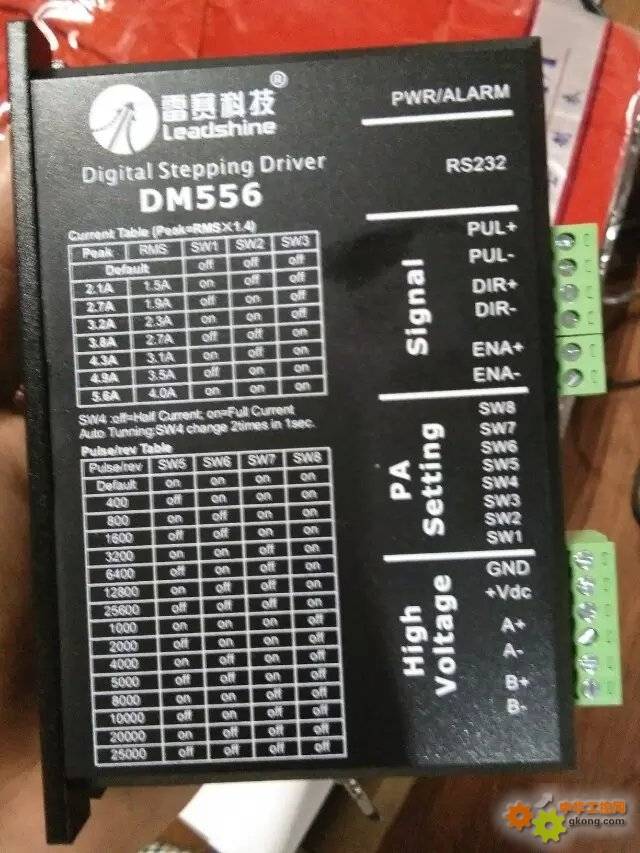 雷赛科技®
Leadshine
Digital Stepping Driver
DM556
Current Table (Peak=RMS×1.4)
Peak RMS SW1 SW2 SW3
Default off off off
2.1A 1.5A on off off
2.7A 1.9A off on off
3.2A 2.3A on on off
3.8A 2.7A off off on
4.3A 3.1A on off on
4.9A 3.5A off on on
5.6A 4.0A on on on
SW4 :off=Half Current; on=Full Current
Auto Tunning:SW4 change 2times in 1sec.
Pulse/rev Table
Pulse/rev SW5 SW6 SW7 SW8
Default on on on on
400 off on on on
800 on off on on
1600 off off on on
3200 on on off on
6400 off on off on
12800 on off off on
25600 off off off on
1000 on on on off
2000 off on on off
4000 on off on off
5000 off off on off
8000 on on off off
10000 off on off off
20000 on off off off
25000 off off off off
PWR/ALARM
RS232
Signal
PUL+
PUL-
DIR+
DIR-
ENA+
ENA-
PA
Setting
SW8
SW7
SW6
SW5
SW4
SW3
SW2
SW1
High
Voltage
GND
+Vdc
A+
A-
B+
B-
中华工控网
gkong.com